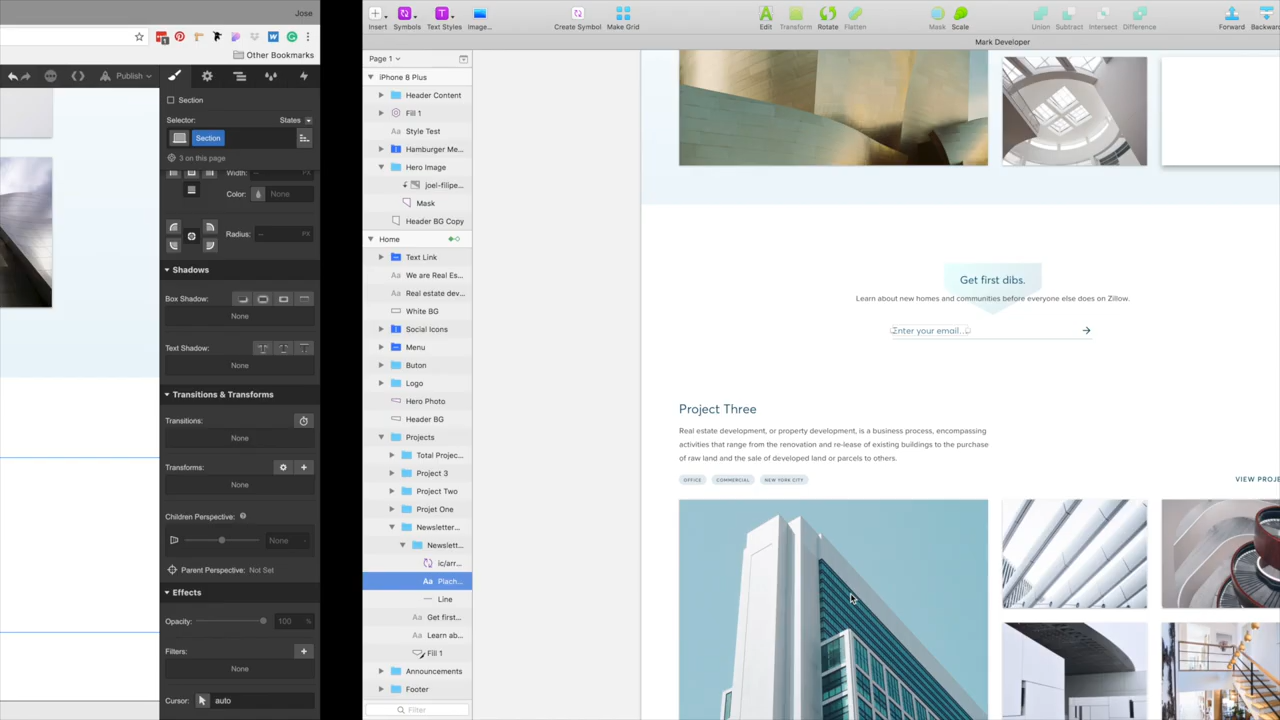 Jose
Other Bookmarks
Publish
Section
Selector:
States
Section
3 on this page
Width:
--
PX
Color:
None
Radius:
--
PX
Shadows
Box Shadow:
None
Text Shadow:
None
Transitions & Transforms
Transitions:
None
Transforms:
None
Children Perspective:
None
Parent Perspective: Not Set
Effects
Opacity:
100
%
Filters:
None
Cursor:
auto
Insert
Symbols
Text Styles
Image...
Create Symbol
Make Grid
Edit
Transform
Rotate
Flatten
Mask
Scale
Union
Subtract
Intersect
Difference
Forward
Backward
Mark Developer
Page 1
iPhone 8 Plus
Header Content
Fill 1
Style Test
Hamburger Me...
Hero Image
joel-filipe...
Mask
Header BG Copy
Home
Text Link
We are Real Es...
Real estate dev...
White BG
Social Icons
Menu
Buton
Logo
Hero Photo
Header BG
Projects
Total Projec...
Project 3
Project Two
Projet One
Newsletter...
Newslett...
ic/arr...
Aa Plach...
Line
Get first...
Learn ab...
Fill 1
Announcements
Footer
Filter
Get first dibs.
Learn about new homes and communities before everyone else does on Zillow.
Enter your email...
Project Three
Real estate development, or property development, is a business process, encompassing
activities that range from the renovation and re-lease of existing buildings to the purchase
of raw land and the sale of developed land or parcels to others.
OFFICE
COMMERCIAL
NEW YORK CITY
VIEW PROJE